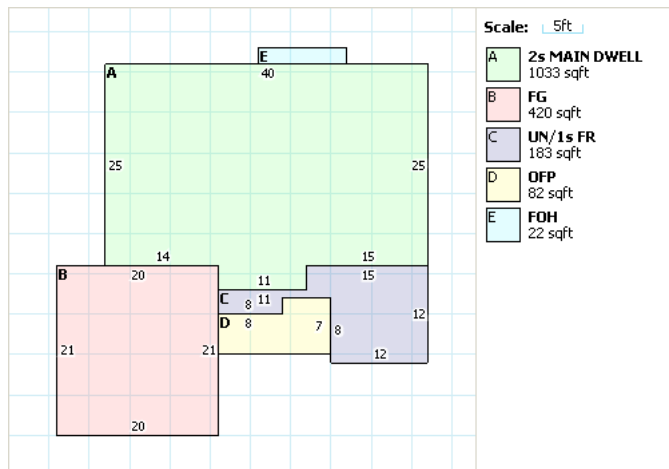 Scale: 5ft
A 2s MAIN DWELL
1033 sqft
B FG
420 sqft
C UN/1s FR
183 sqft
D OFP
82 sqft
E FOH
22 sqft
E
A 40
25 25
14 15
B 20 11 15
C 8 11
D 8 7 8 12
21 21
12
20